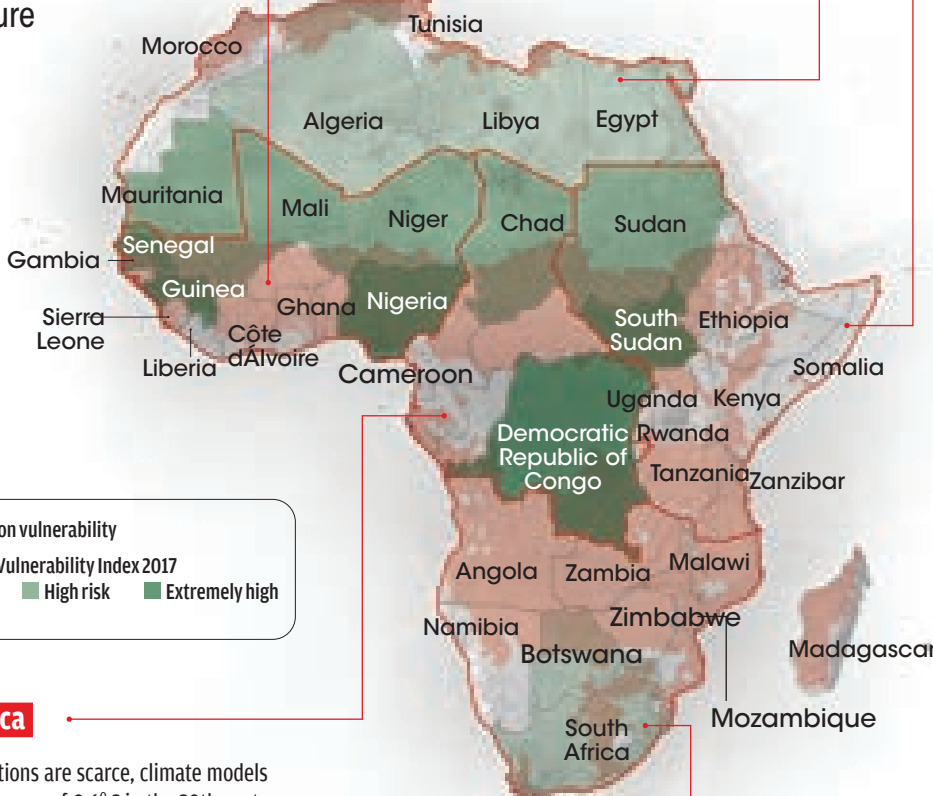 ure
Tunisia
Morocco
Algeria
Libya
Egypt
Mauritania
Mali
Niger
Chad
Sudan
Senegal
Gambia
Guinea
Ghana
Nigeria
Sierra
Leone
Côte
dÁlvoire
Liberia
Cameroon
South
Sudan
Ethiopia
Somalia
Uganda
Kenya
Democratic
Republic of
Congo
Rwanda
Tanzania
Zanzibar
on vulnerability
Vulnerability Index 2017
High risk
Extremely high
Angola
Zambia
Malawi
Namibia
Zimbabwe
Botswana
Madagascar
Mozambique
South
Africa
ca
tions are scarce, climate models